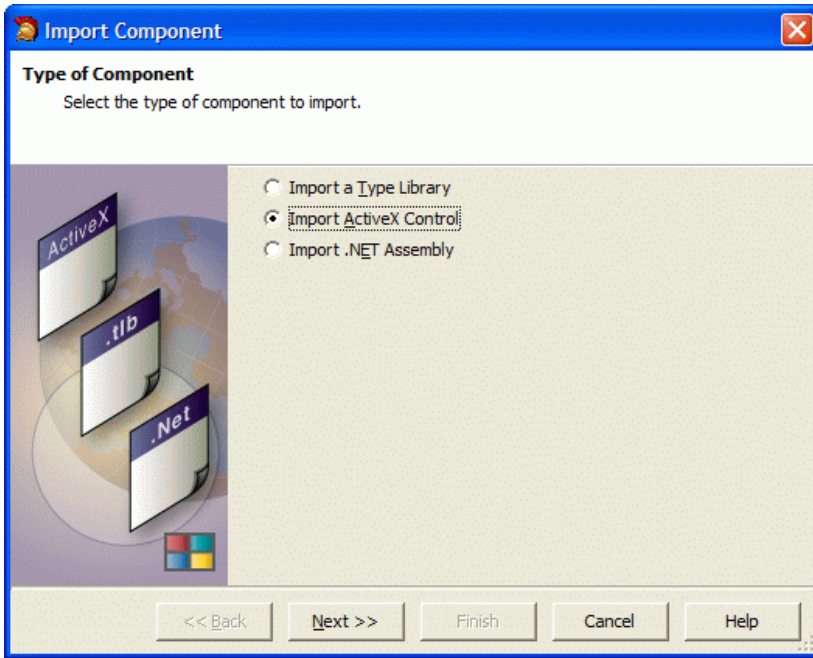 Import Component
Type of Component
Select the type of component to import.
Import a Type Library
Import ActiveX Control
Import .NET Assembly
ActiveX
.tlb
.Net
<< Back Next >> Finish Cancel Help